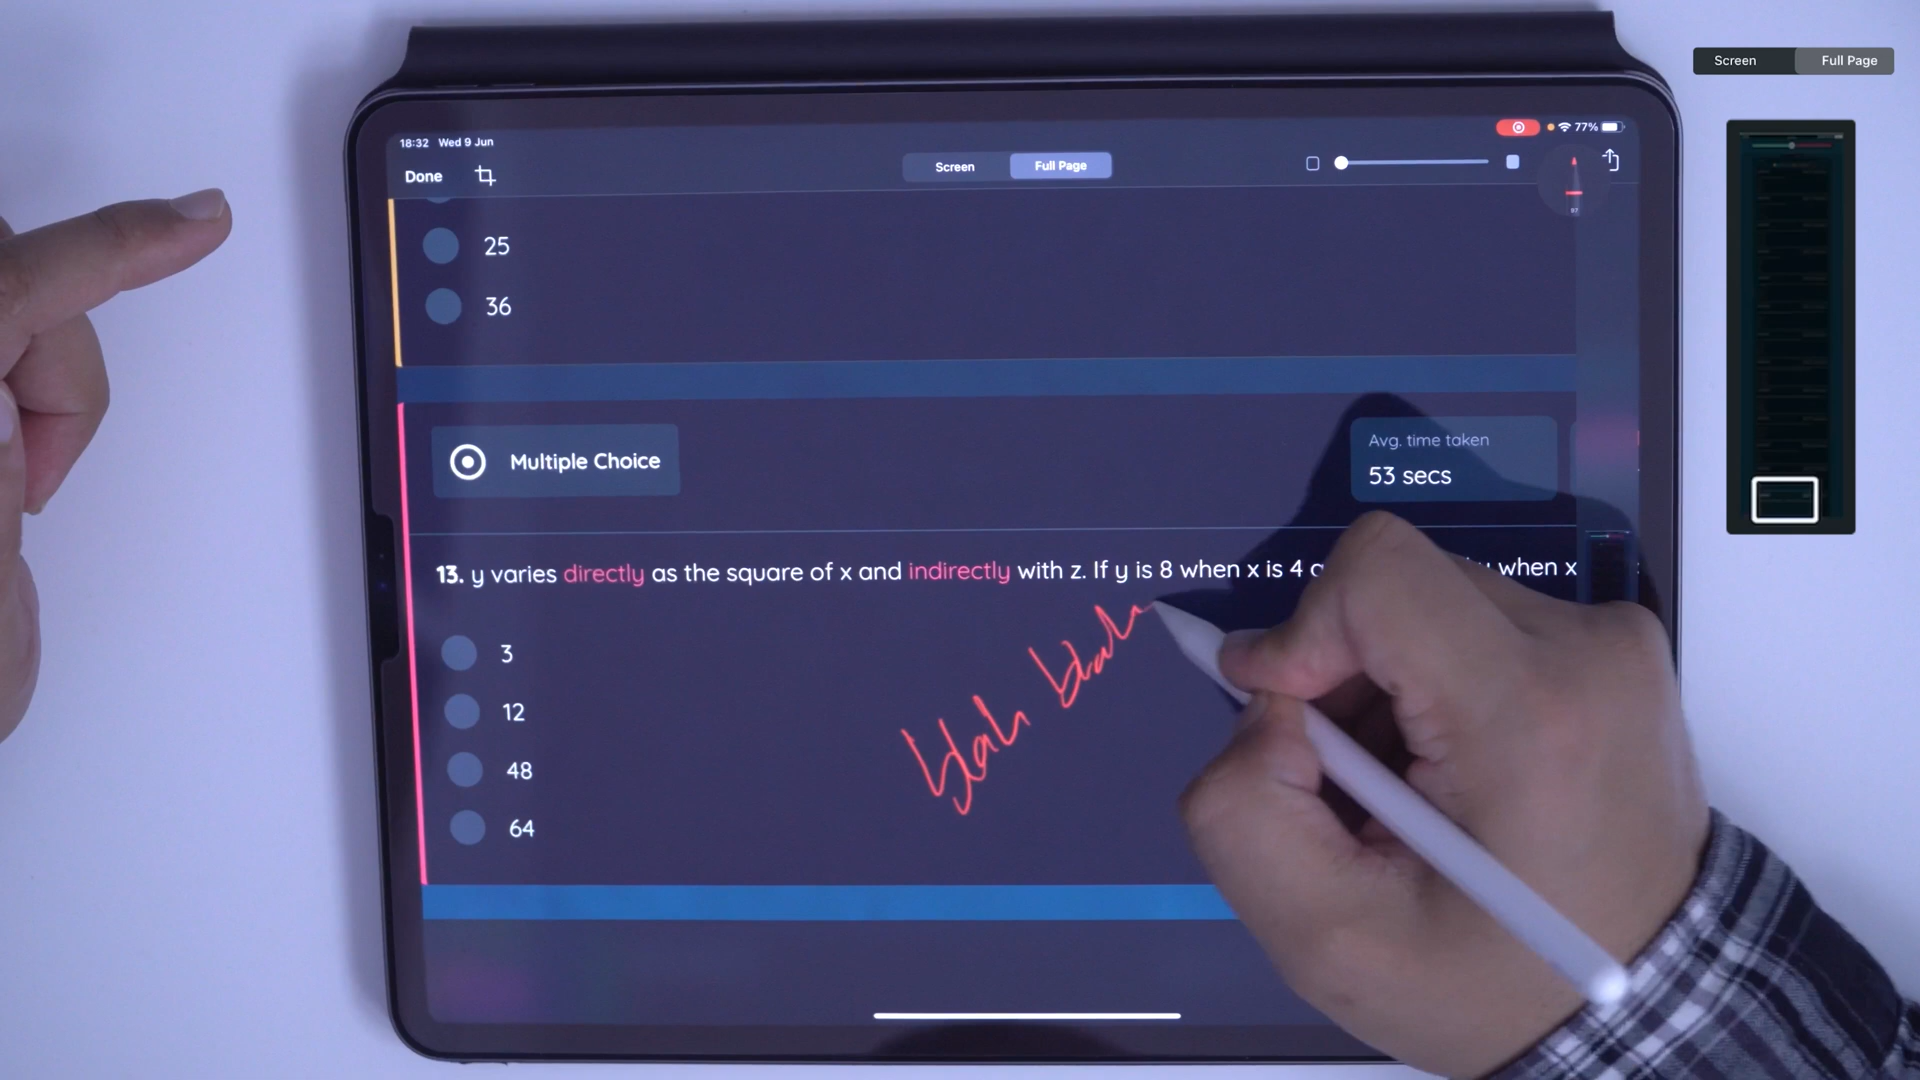 Screen Full Page
18:32 Wed 9 Jun
77%
Done
Screen Full Page
25
36
Multiple Choice
Avg. time taken
53 secs
13. y varies directly as the square of x and indirectly with z. If y is 8 when x is 4 when x
3
12
48
64
blah blah